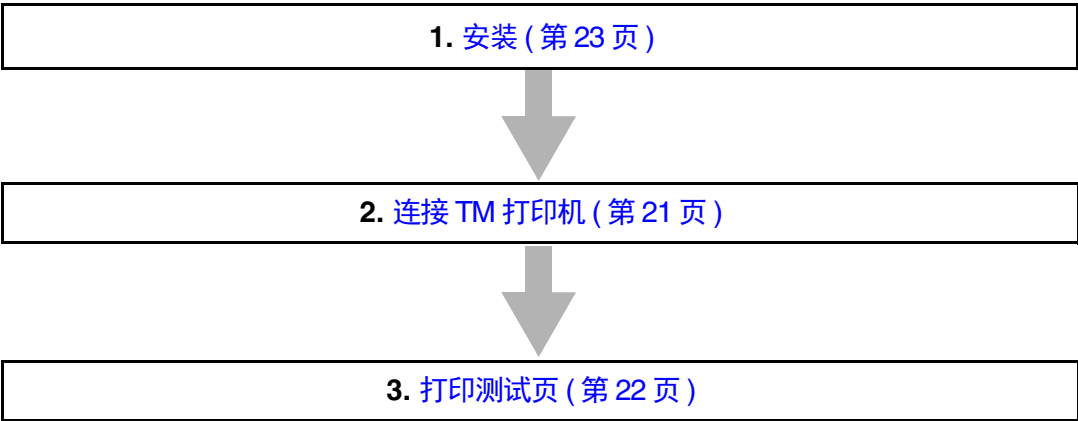 1. 安装 ( 第 23 页 )
2. 连接 TM 打印机 ( 第 21 页 )
3. 打印测试页 ( 第 22 页 )